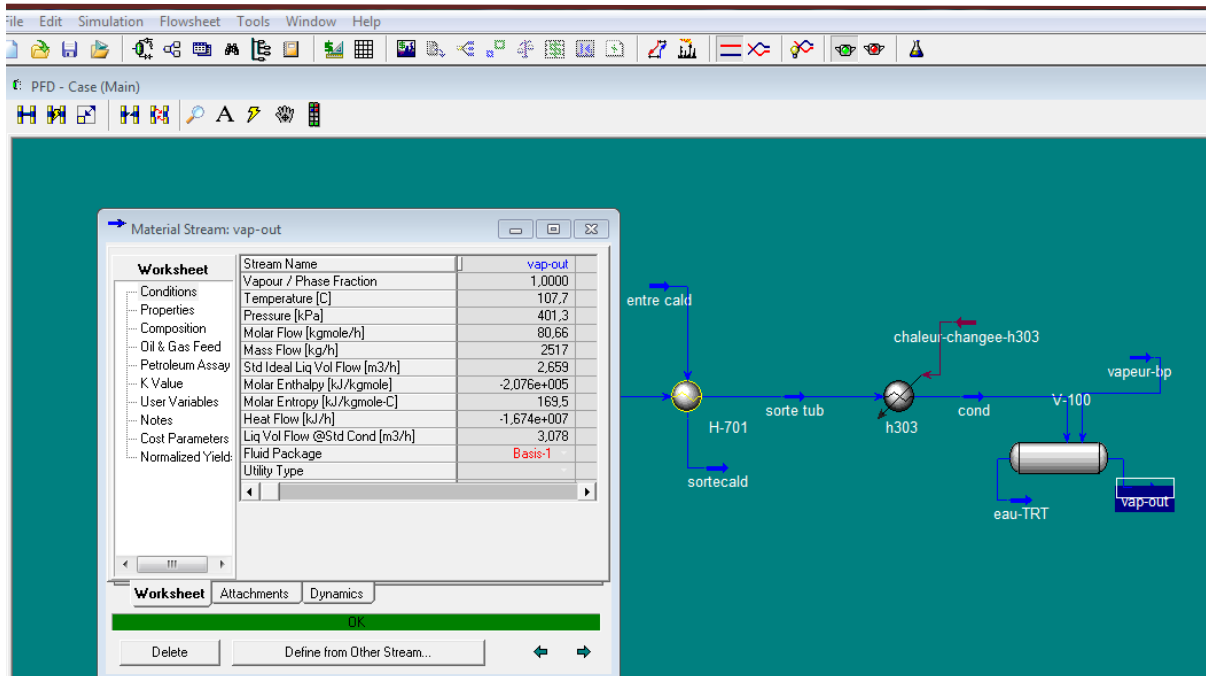 File Edit Simulation Flowsheet Tools Window Help
PFD - Case (Main)
A
Material Stream: vap-out
Worksheet
Conditions
Properties
Composition
Oil & Gas Feed
Petroleum Assay
K Value
User Variables
Notes
Cost Parameters
Normalized Yield
Stream Name vap-out
Vapour / Phase Fraction 1,0000
Temperature [C] 107,7
Pressure [kPa] 401,3
Molar Flow [kgmole/h] 80,66
Mass Flow [kg/h] 2517
Std Ideal Liq Vol Flow [m3/h] 2,659
Molar Enthalpy [kJ/kgmole] -2,076e+005
Molar Entropy [kJ/kgmole-C] 169,5
Heat Flow [kJ/h] -1,674e+007
Liq Vol Flow @Std Cond [m3/h] 3,078
Fluid Package Basis-1
Utility Type
Worksheet Attachments Dynamics
OK
Delete Define from Other Stream...
entre cald
chaleur-changee-h303
vapeur-bp
sorte tub
cond
V-100
H-701
h303
sortecald
eau-TRT
vap-out